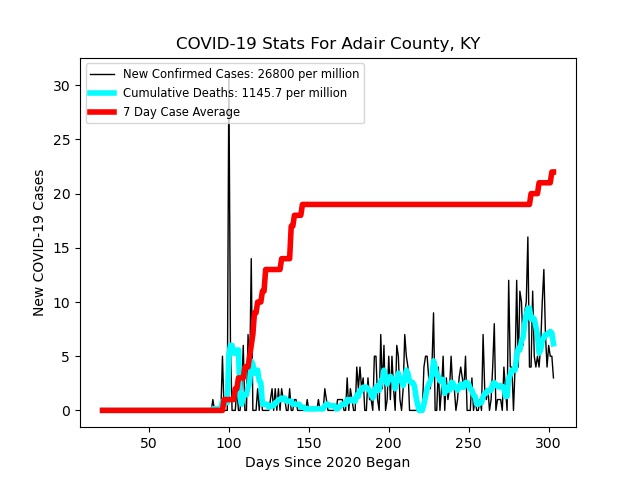 COVID-19 Stats For Adair County, KY
New Confirmed Cases: 26800 per million
Cumulative Deaths: 1145.7 per million
7 Day Case Average
New COVID-19 Cases
30
25
20
15
10
5
0
50 100 150 200 250 300
Days Since 2020 Began